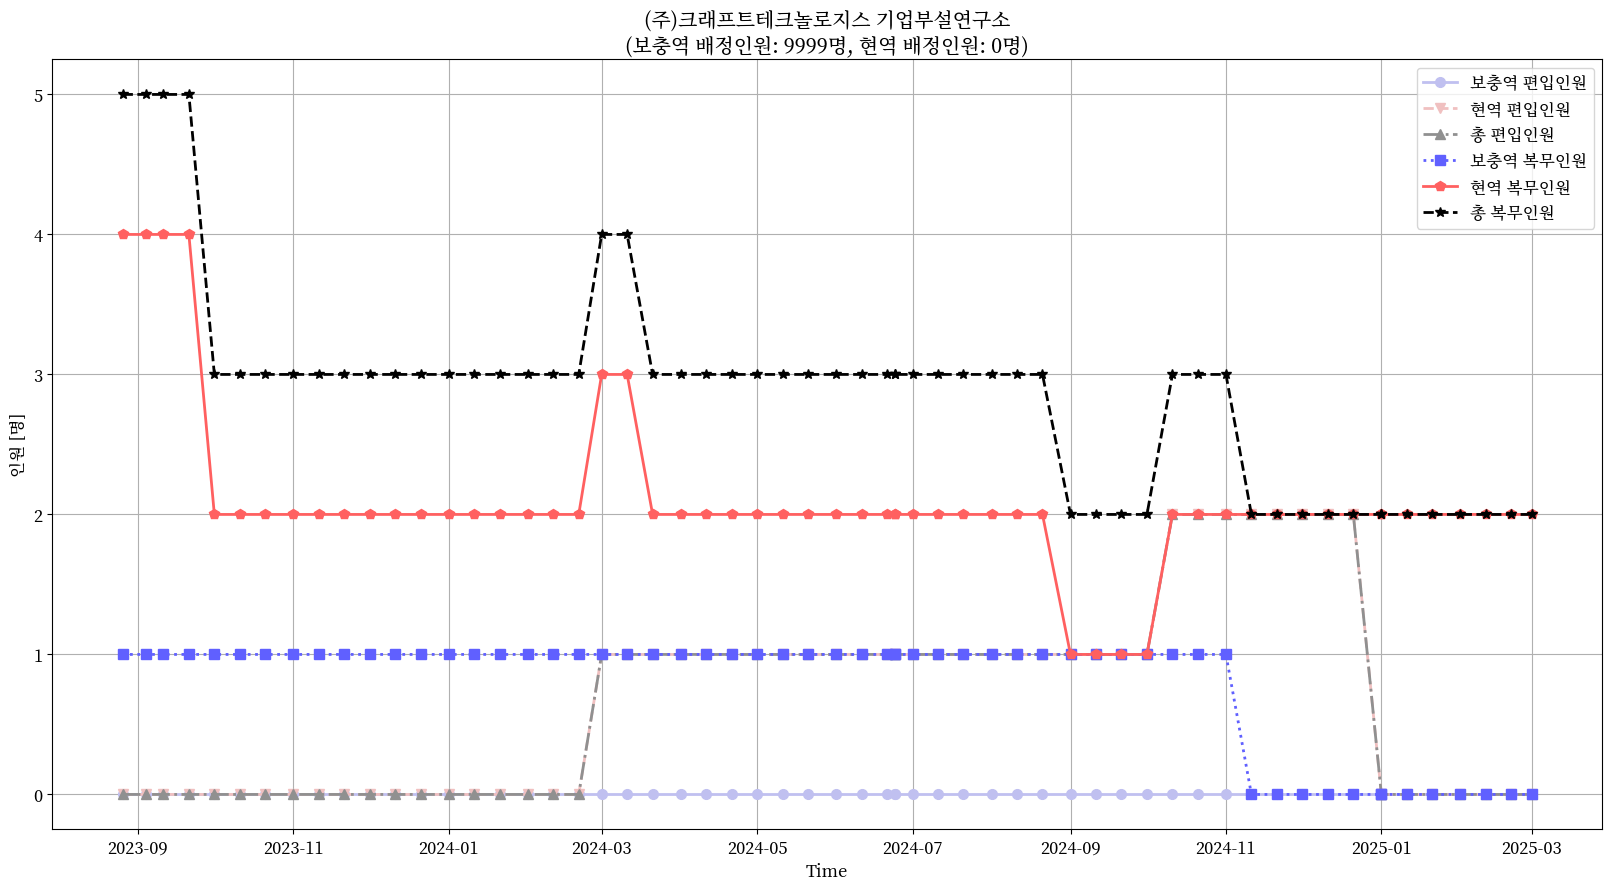 (주)크래프트테크놀로지스 기업부설연구소
(보충역 배정인원: 9999명, 현역 배정인원: 0명)
보충역 편입인원
현역 편입인원
총 편입인원
보충역 복무인원
현역 복무인원
총 복무인원
인원 [명]
5
4
3
2
1
0
2023-09
2023-11
2024-01
2024-03
2024-05
2024-07
2024-09
2024-11
2025-01
2025-03
Time